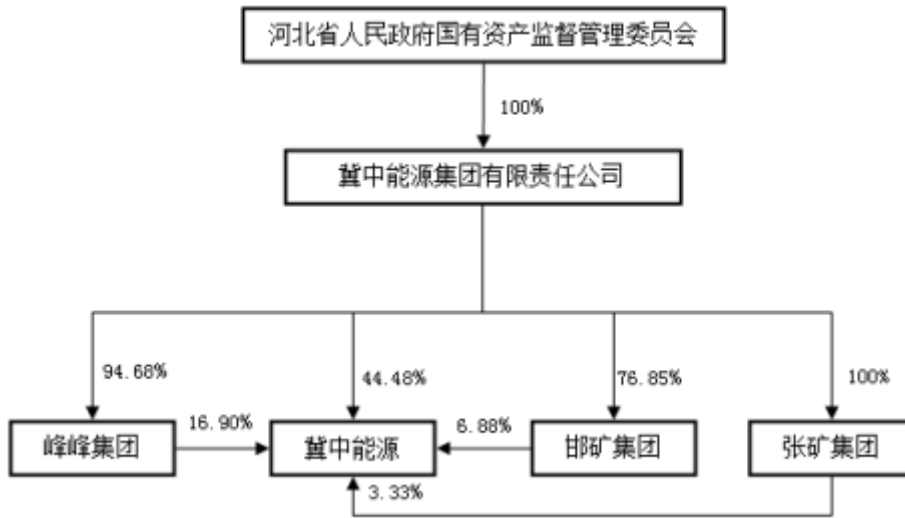 河北省人民政府国有资产监督管理委员会
100%
冀中能源集团有限责任公司
94.68%
44.48%
76.85%
100%
峰峰集团
16.90%
冀中能源
6.88%
邯矿集团
张矿集团
3.33%